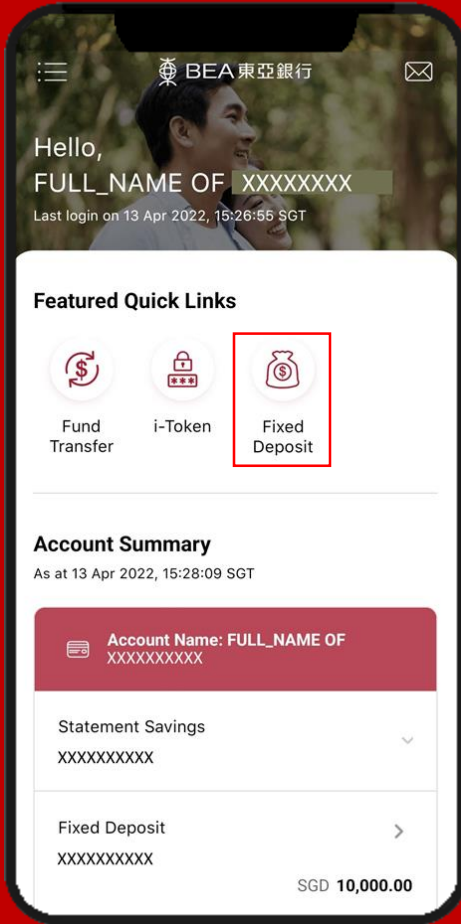 BEA東亞銀行
Hello,
FULL_NAME OF XXXXXXXX
Last login on 13 Apr 2022, 15:26:55 SGT
Featured Quick Links
Fund
Transfer
i-Token
Fixed
Deposit
Account Summary
As at 13 Apr 2022, 15:28:09 SGT
Account Name: FULL_NAME OF
XXXXXXXXXX
Statement Savings
XXXXXXXXXX
Fixed Deposit
XXXXXXXXXX
SGD 10,000.00